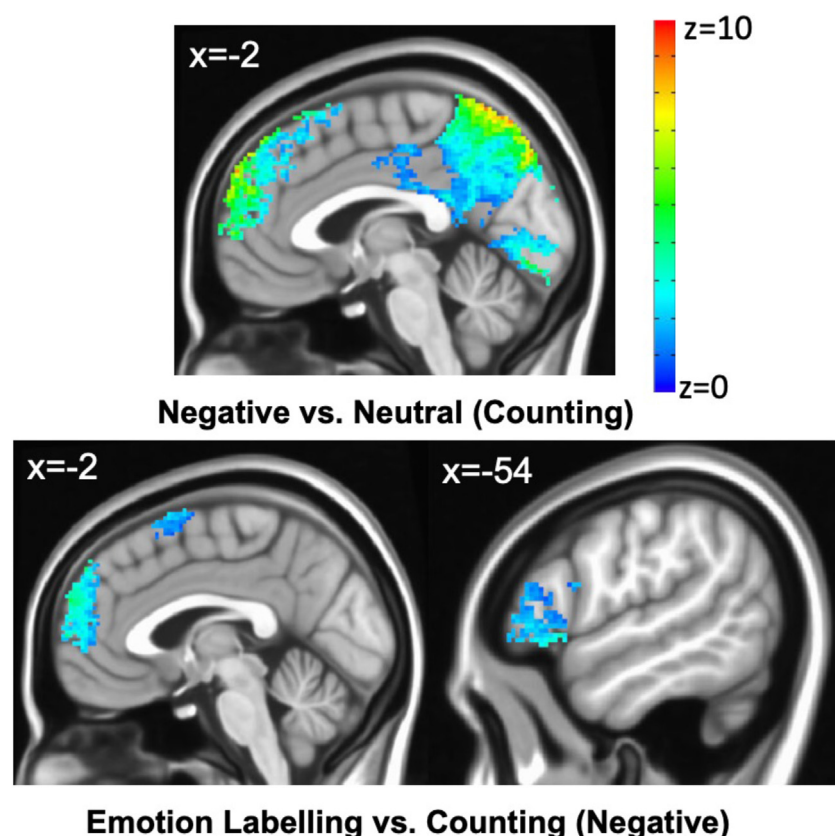 x=-2
z=10
z=0
Negative vs. Neutral (Counting)
x=-2
x=-54
Emotion Labelling vs. Counting (Negative)